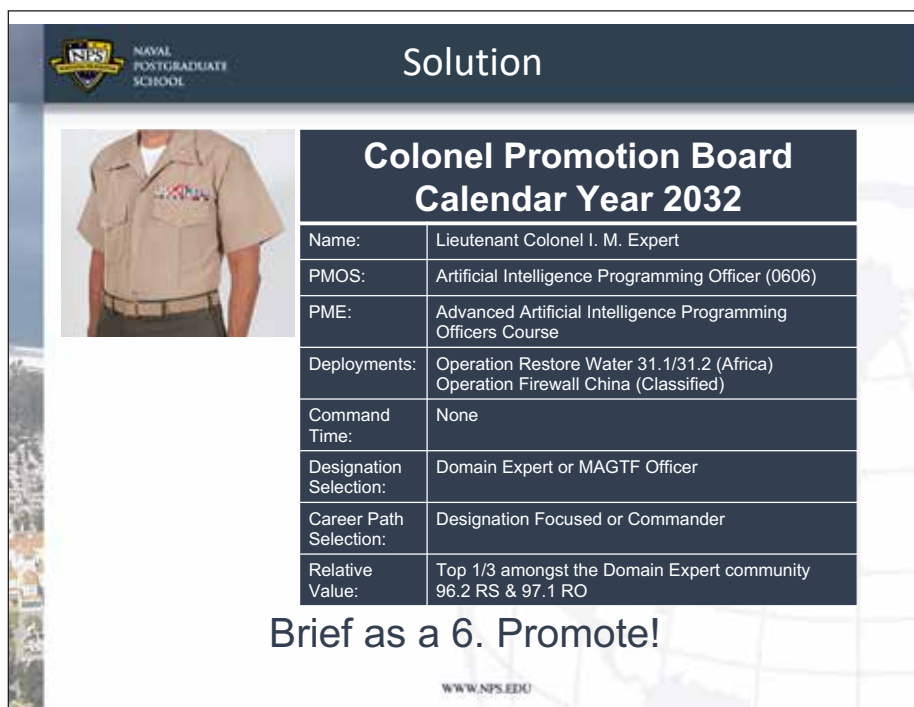 NPS
NAVAL
POSTGRADUATE
SCHOOL
Solution
Colonel Promotion Board
Calendar Year 2032
Name: Lieutenant Colonel I. M. Expert
PMOS: Artificial Intelligence Programming Officer (0606)
PME: Advanced Artificial Intelligence Programming
Officers Course
Deployments: Operation Restore Water 31.1/31.2 (Africa)
Operation Firewall China (Classified)
Command None
Time:
Designation Domain Expert or MAGTF Officer
Selection:
Career Path Designation Focused or Commander
Selection:
Relative Top 1/3 amongst the Domain Expert community
Value: 96.2 RS & 97.1 RO
Brief as a 6. Promote!
WWW.NPS.EDU